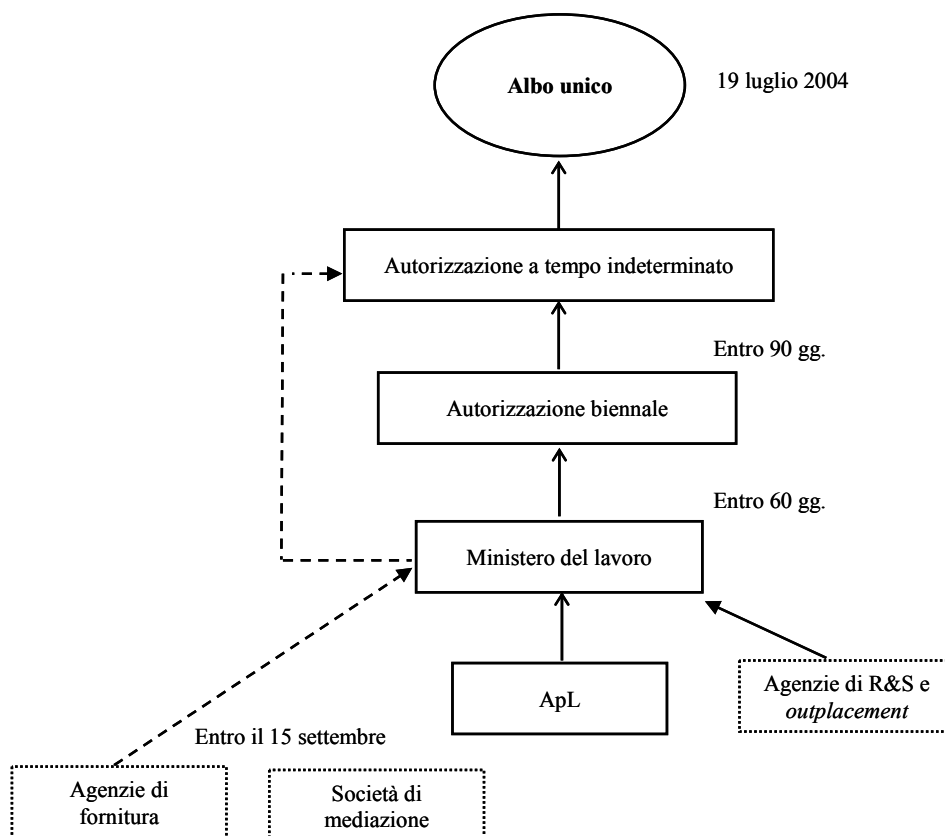 Albo unico
19 luglio 2004
Autorizzazione a tempo indeterminato
Entro 90 gg.
Autorizzazione biennale
Entro 60 gg.
Ministero del lavoro
ApL
Agenzie di R&S e
outplacement
Entro il 15 settembre
Agenzie di
fornitura
Società di
mediazione